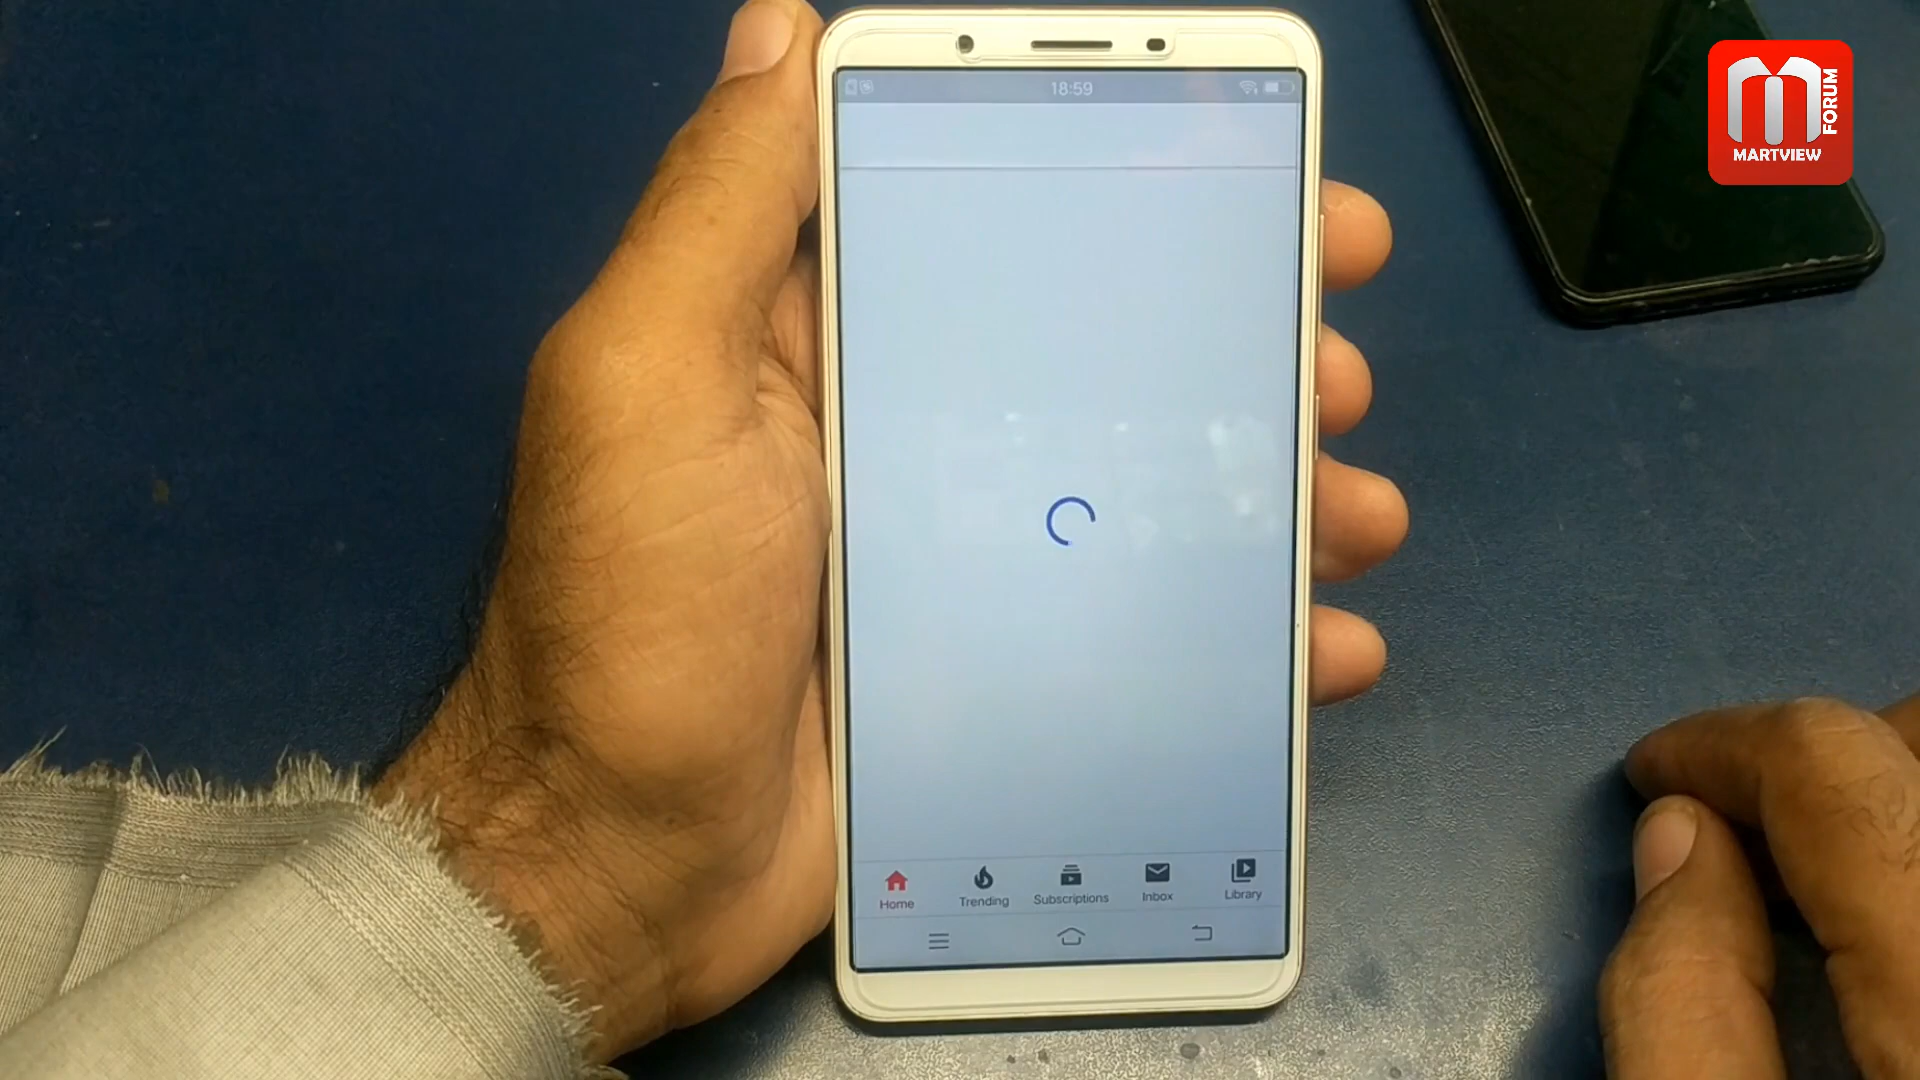 18:59
FORUM
MARTVIEW
Home
Trending
Subscriptions
Inbox
Library